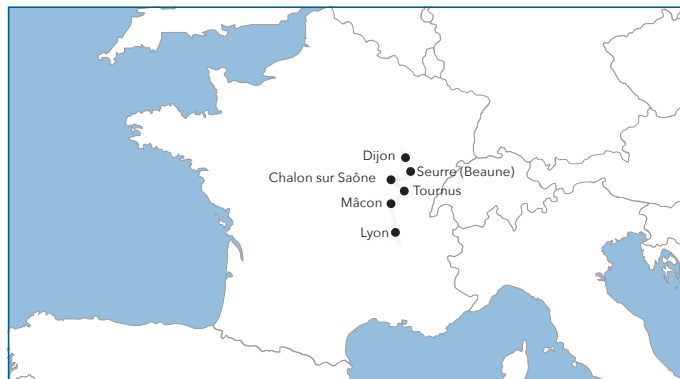 Dijon
Seurre (Beaune)
Chalon sur Saône
Tournus
Mâcon
Lyon